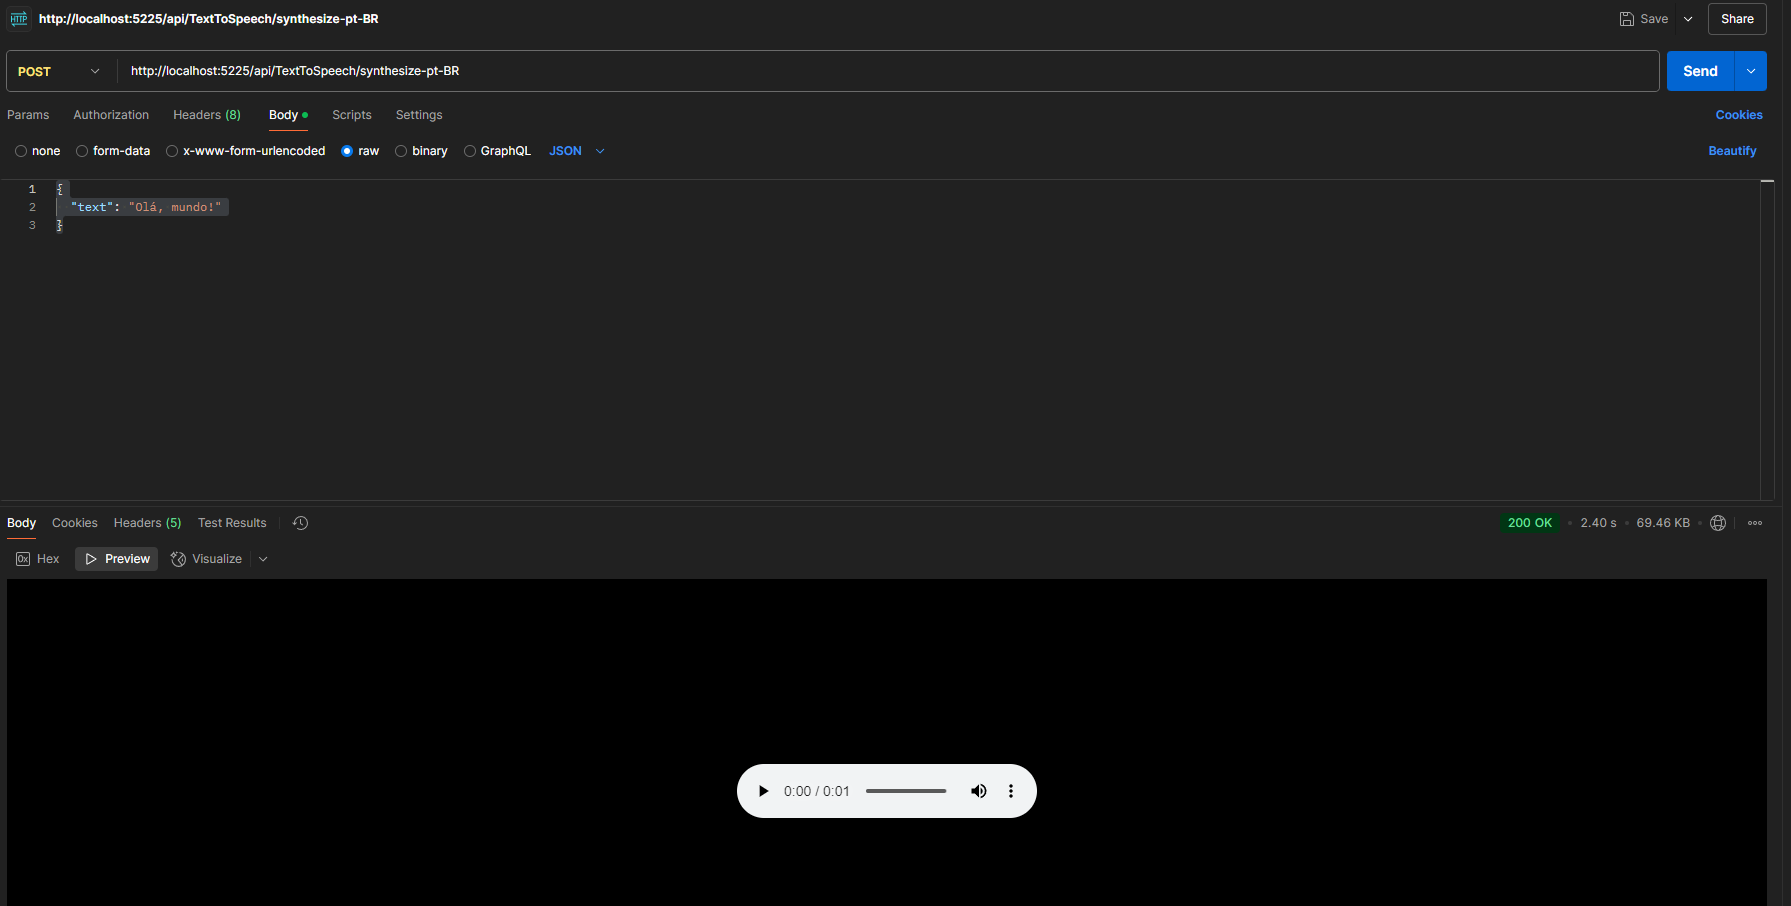 HTTP http://localhost:5225/api/TextToSpeech/synthesize-pt-BR Save Share
POST http://localhost:5225/api/TextToSpeech/synthesize-pt-BR Send
Params Authorization Headers (8) Body Scripts Settings Cookies
none form-data x-www-form-urlencoded raw binary GraphQL JSON Beautify
1 {
2 "text": "Olá, mundo!"
3 }
Body Cookies Headers (5) Test Results 200 OK • 2.40 s • 69.46 KB •
0x Hex Preview Visualize
0:00 / 0:01